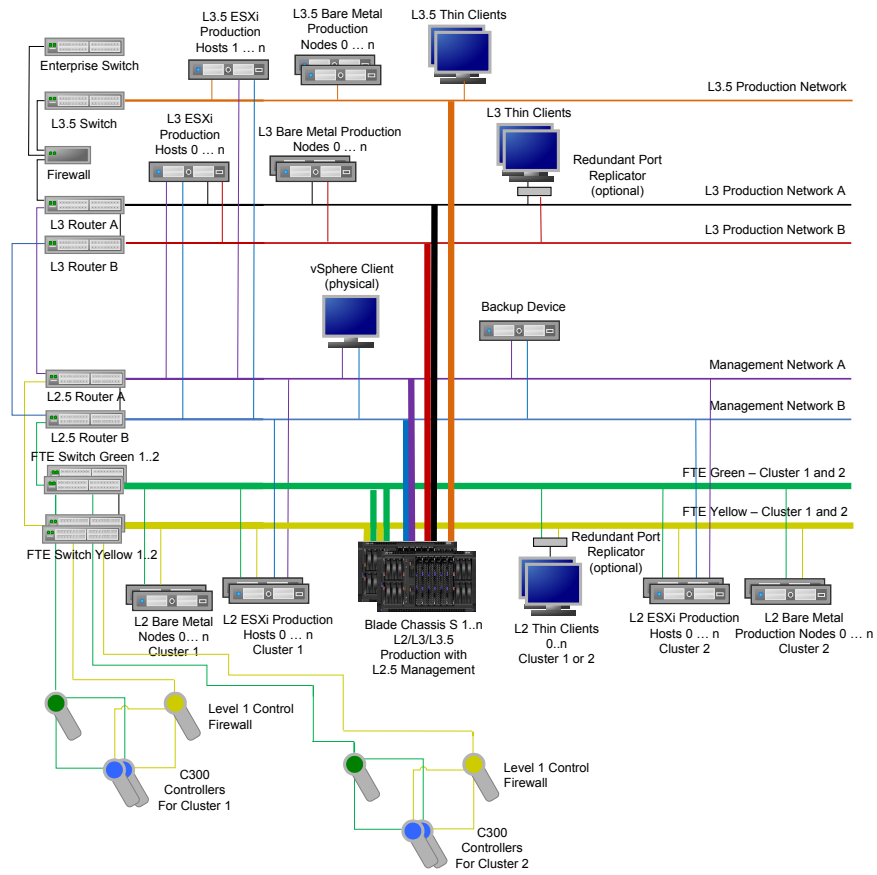 L3.5 ESXi
Production
Hosts 1 … n
L3.5 Bare Metal
Production
Nodes 0 … n
L3.5 Thin Clients
Enterprise Switch
L3.5 Production Network
L3.5 Switch
L3 ESXi
Production
Hosts 0 … n
L3 Bare Metal Production
Nodes 0 … n
L3 Thin Clients
Redundant Port
Replicator
(optional)
Firewall
L3 Production Network A
L3 Router A
L3 Production Network B
L3 Router B
vSphere Client
(physical)
Backup Device
Management Network A
L2.5 Router A
Management Network B
L2.5 Router B
FTE Switch Green 1..2
FTE Green – Cluster 1 and 2
FTE Yellow – Cluster 1 and 2
FTE Switch Yellow 1..2
Redundant Port
Replicator
(optional)
L2 Bare Metal
Nodes 0… n
Cluster 1
L2 ESXi Production
Hosts 0 … n
Cluster 1
Blade Chassis S 1..n
L2/L3/L3.5
Production with
L2.5 Management
L2 Thin Clients
0..n
Cluster 1 or 2
L2 ESXi Production
Hosts 0 … n
Cluster 2
L2 Bare Metal
Production Nodes 0 … n
Cluster 2
Level 1 Control
Firewall
C300
Controllers
For Cluster 1
Level 1 Control
Firewall
C300
Controllers
For Cluster 2